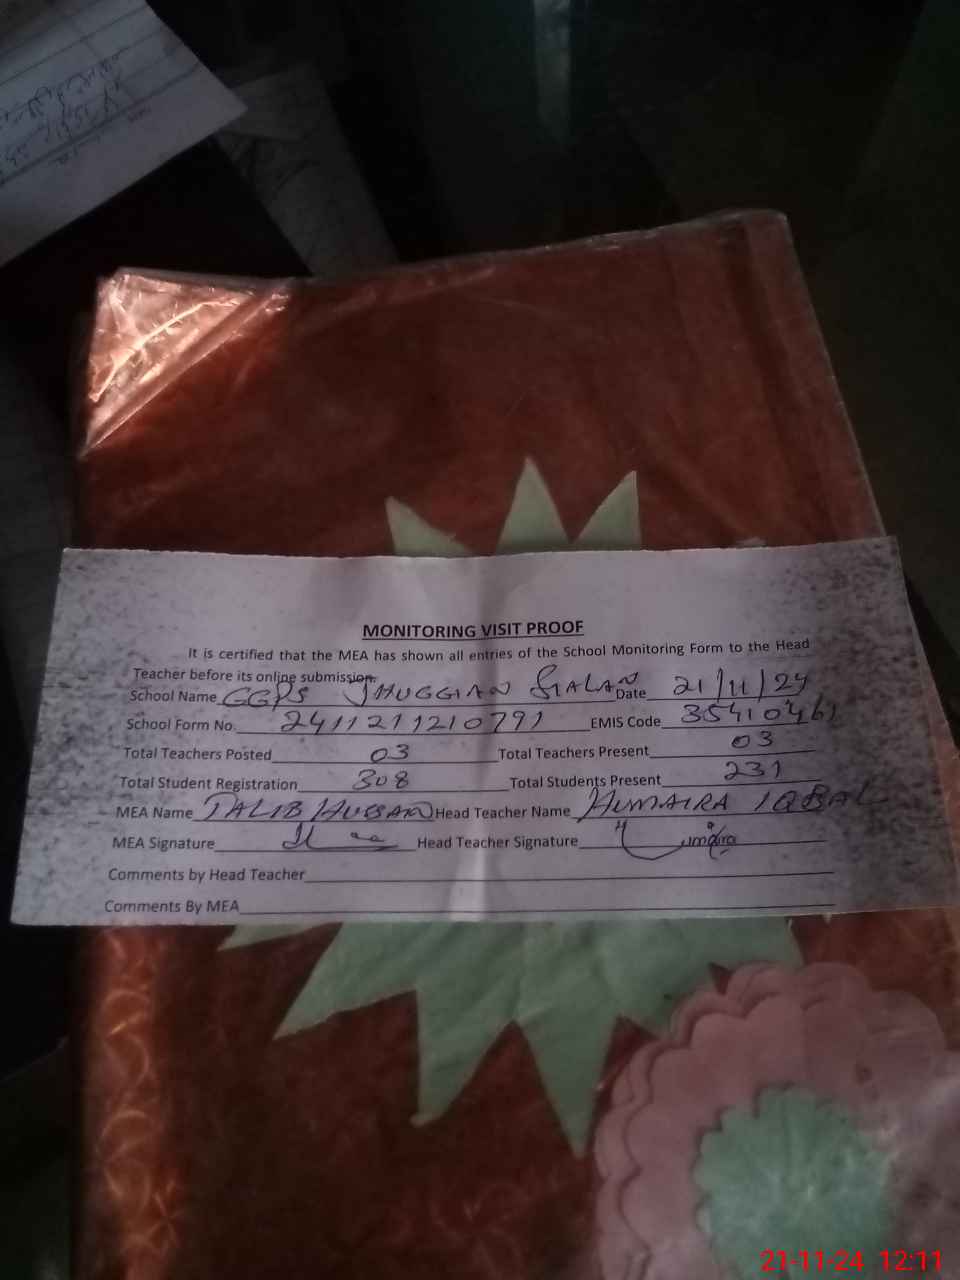 MONITORING VISIT PROOF
It is certified that the MEA has shown all entries of the School Monitoring Form to the Head
Teacher before its online submission.
School Name GGPS JHUGGIAN SIALAN Date 21/11/24
School Form No. 2411211210791 EMIS Code 35410461
Total Teachers Posted 03 Total Teachers Present 03
Total Student Registration 308 Total Students Present 231
MEA Name TALIB HUSSAN Head Teacher Name HUMAIRA IQBAL
MEA Signature Head Teacher Signature Humaira
Comments by Head Teacher
Comments By MEA
21-11-24 12:11